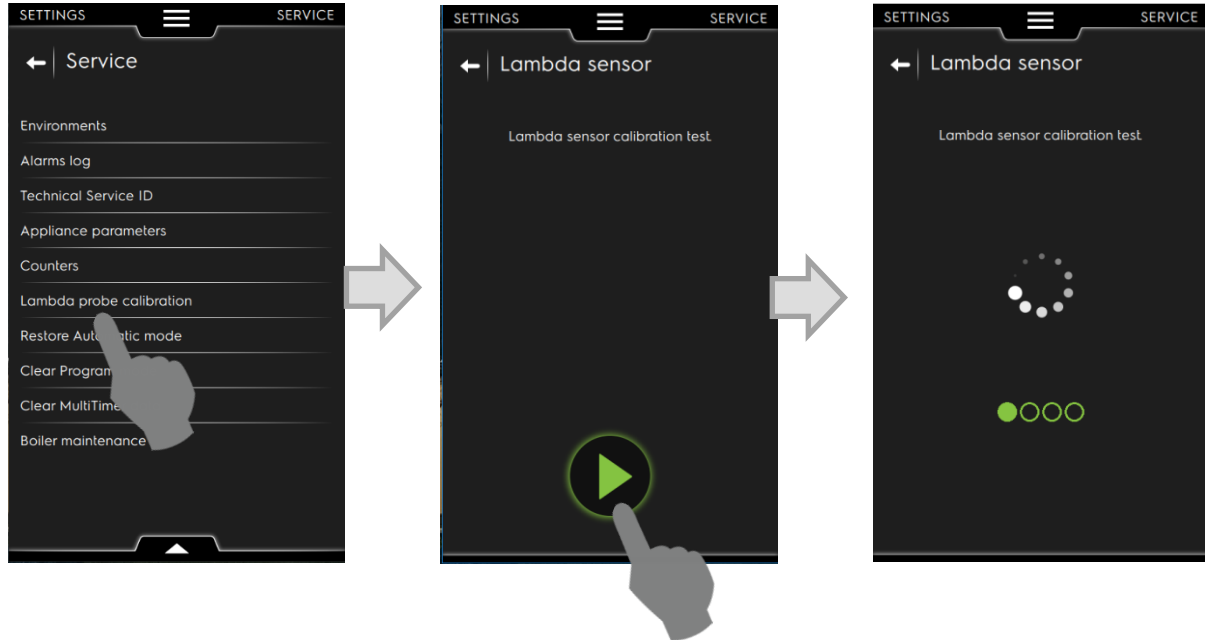 SETTINGS SERVICE
Service
Environments
Alarms log
Technical Service ID
Appliance parameters
Counters
Lambda probe calibration
Restore mode
Clear
Clear
Boiler maintenance
SETTINGS SERVICE
Lambda sensor
Lambda sensor calibration test
SETTINGS SERVICE
Lambda sensor
Lambda sensor calibration test